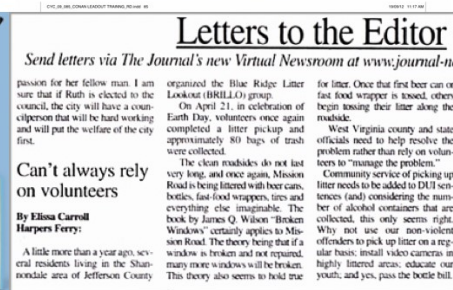 CYC_06_085_CONAN LEADOUT TRAINING_RD.mxd 85
10/09/12 11:17 AM
Letters to the Editor
Send letters via The Journal's new Virtual Newsroom at www.journal-n
passion for her fellow man. I am
sure that if Ruth is elected to the
council, the city will have a coun-
cilperson that will be hard working
and will put the welfare of the city
first.
Can't always rely
on volunteers
By Elissa Carroll
Harpers Ferry:
A little more than a year ago, sev-
eral residents living in the Shan-
nondale area of Jefferson County
organized the Blue Ridge Litter
Lookout (BRILLO) group.
On April 21, in celebration of
Earth Day, volunteers once again
completed a litter pickup and
approximately 80 bags of trash
were collected.
The clean roadsides do not last
very long, and once again, Mission
Road is being littered with beer cans,
bottles, fast-food wrappers, tires and
everything else imaginable. The
book by James Q. Wilson "Broken
Windows" certainly applies to Mis-
sion Road. The theory being that if a
window is broken and not repaired,
many more windows will be broken.
This theory also seems to hold true
for litter. Once that first beer can or
fast food wrapper is tossed, others
begin tossing their litter along the
roadside.
West Virginia county and state
officials need to help resolve the
problem rather than rely on volun-
teers to "manage the problem."
Community service of picking up
litter needs to be added to DUI sen-
tences (and) considering the num-
ber of alcohol containers that are
collected, this only seems right.
Why not use our non-violent
offenders to pick up litter on a reg-
ular basis; install video cameras in
highly littered areas; educate our
youth; and yes, pass the bottle bill.